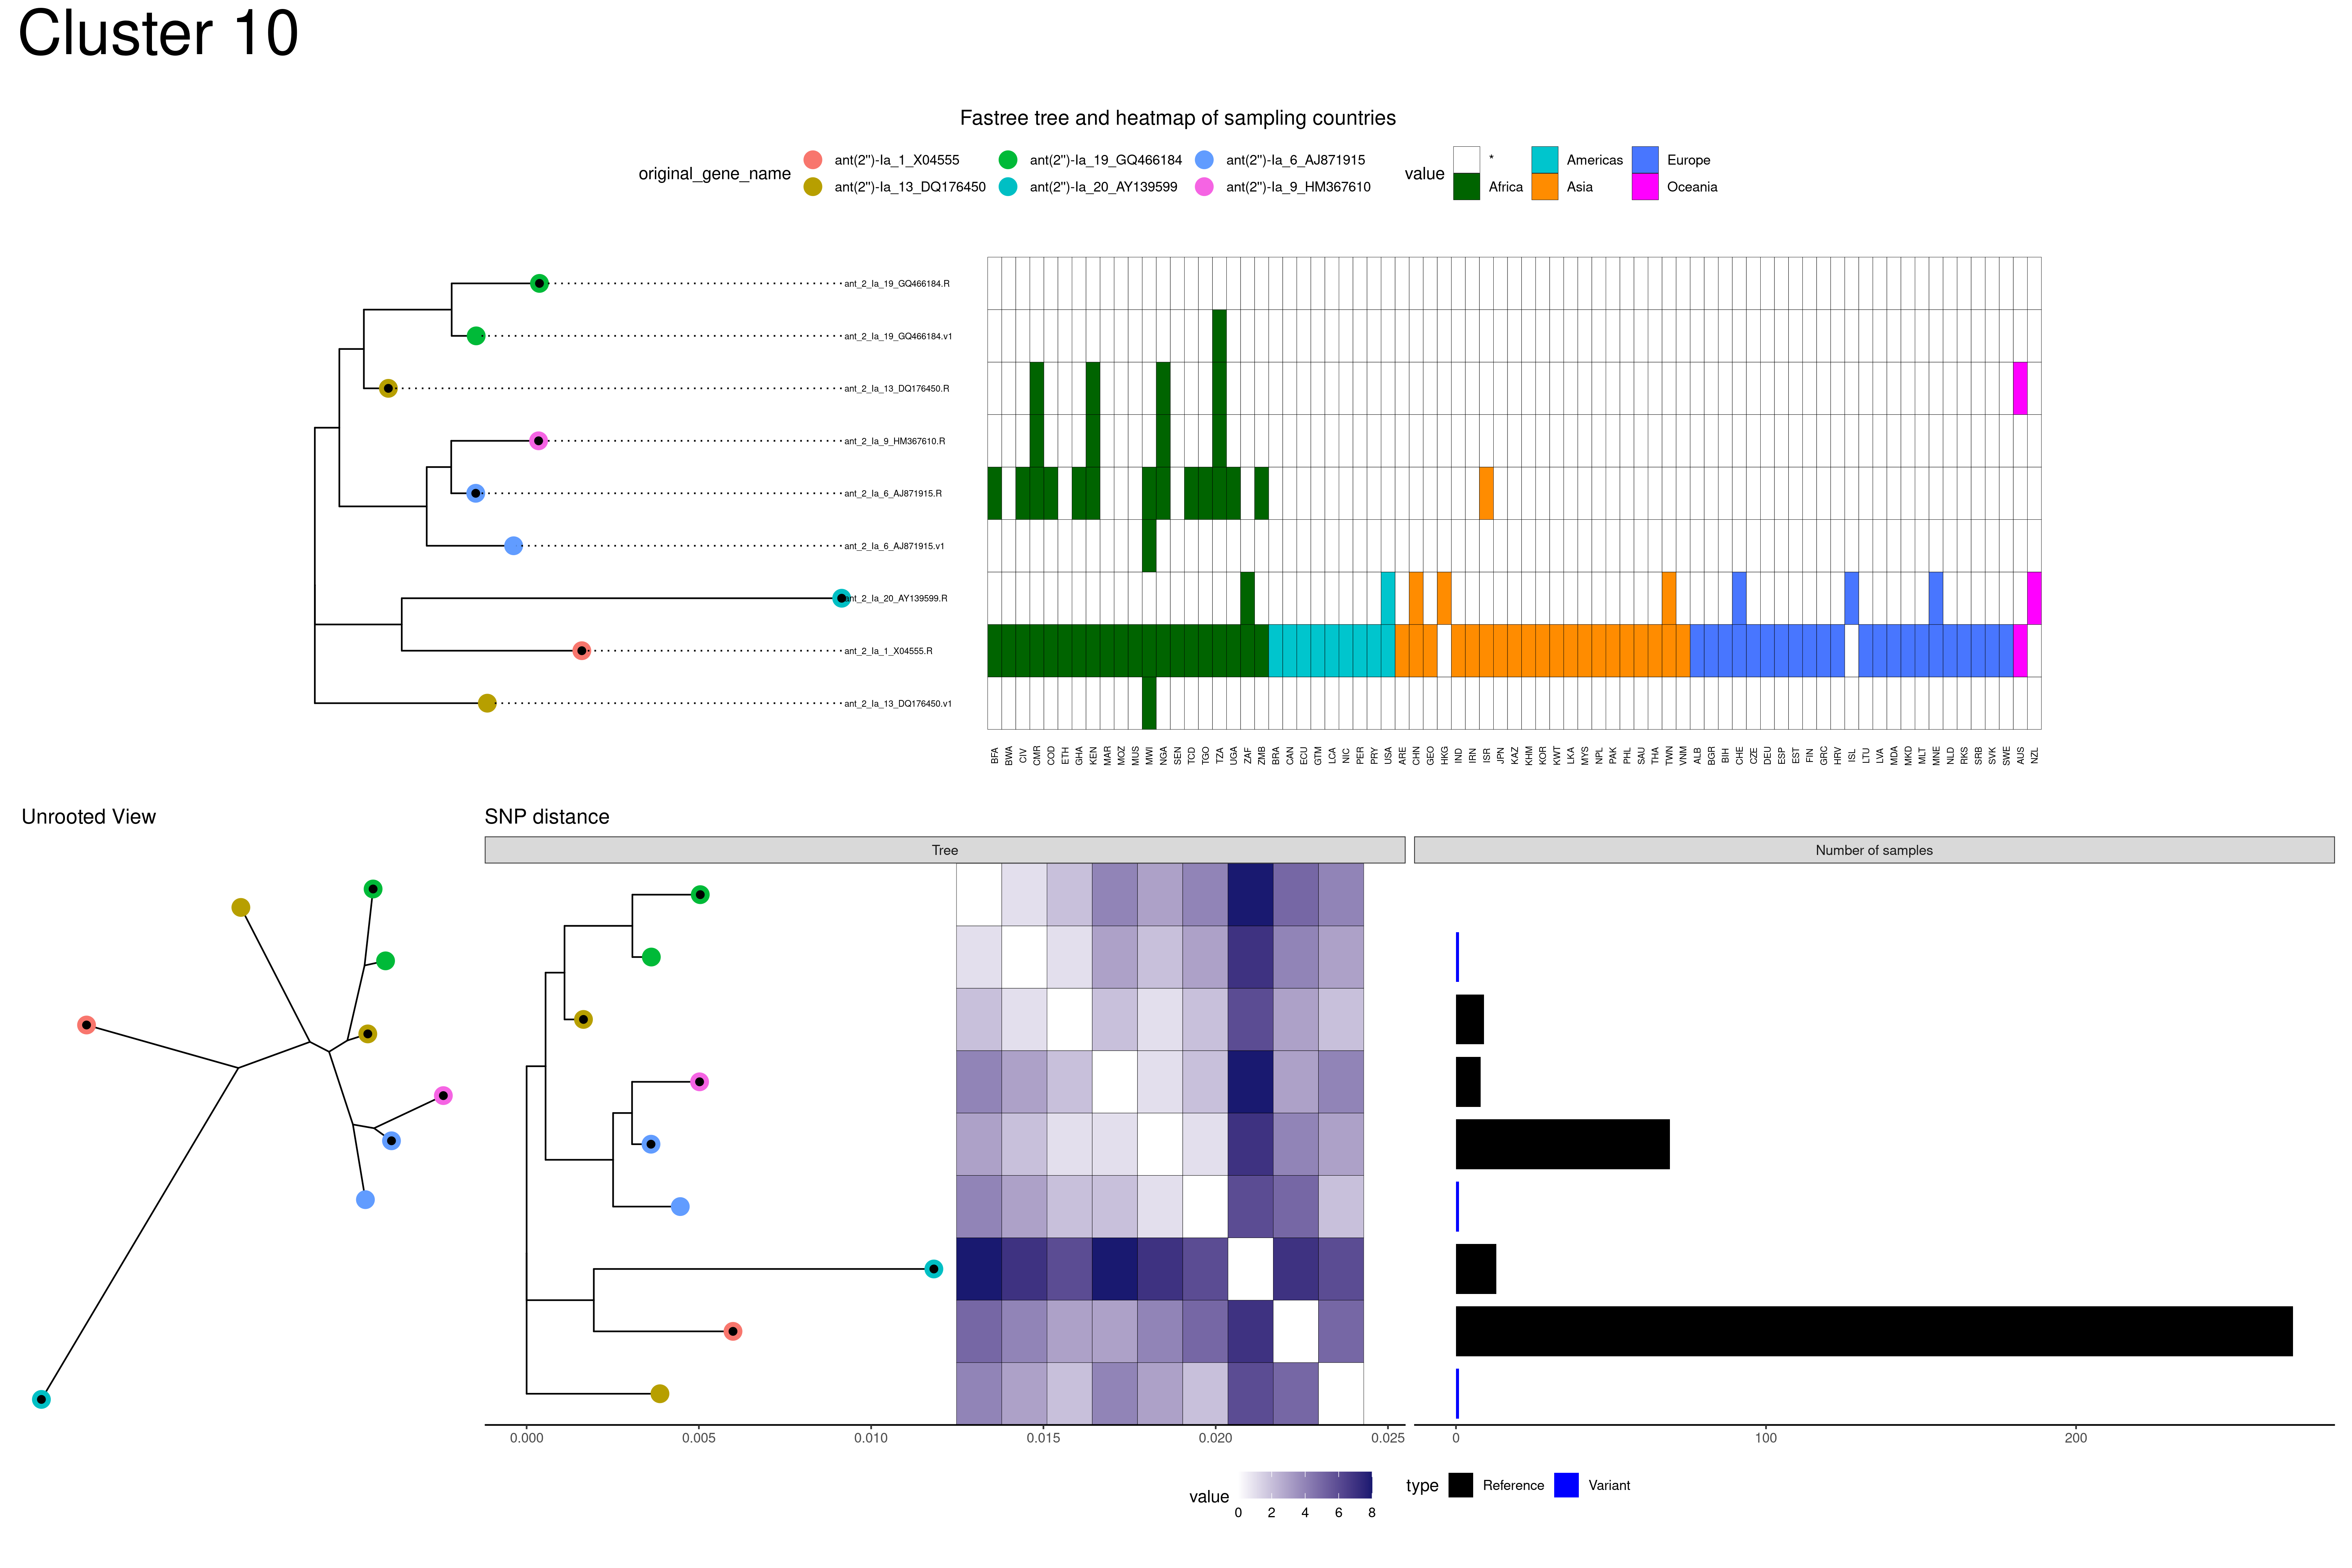 Cluster 10
Fastree tree and heatmap of sampling countries
original_gene_name
ant(2'')-Ia_1_X04555 ant(2'')-Ia_19_GQ466184 ant(2'')-Ia_6_AJ871915
ant(2'')-Ia_13_DQ176450 ant(2'')-Ia_20_AY139599 ant(2'')-Ia_9_HM367610
value
* Americas Europe
Africa Asia Oceania
ant_2_Ia_19_GQ466184.R
ant_2_Ia_19_GQ466184.v1
ant_2_Ia_13_DQ176450.R
ant_2_Ia_9_HM367610.R
ant_2_Ia_6_AJ871915.R
ant_2_Ia_6_AJ871915.v1
ant_2_Ia_20_AY139599.R
ant_2_Ia_1_X04555.R
ant_2_Ia_13_DQ176450.v1
BFA BWA CIV CMR COD ETH GHA KEN MAR MOZ MUS MWI NGA SEN TCD TGO TZA UGA ZAF ZMB BRA CAN ECU GTM LCA NIC PER PRY USA ARE CHN GEO HKG IND IRN ISR JPN KAZ KHM KOR KWT LKA MYS NPL PAK PHL SAU THA TWN VNM ALB BGR BIH CHE CZE DEU ESP EST FIN GRC HRV ISL LTU LVA MDA MKD MLT MNE NLD RKS SRB SVK SWE AUS NZL
Unrooted View
SNP distance
Tree
Number of samples
0.000 0.005 0.010 0.015 0.020 0.025
0 100 200
value
0 2 4 6 8
type Reference Variant